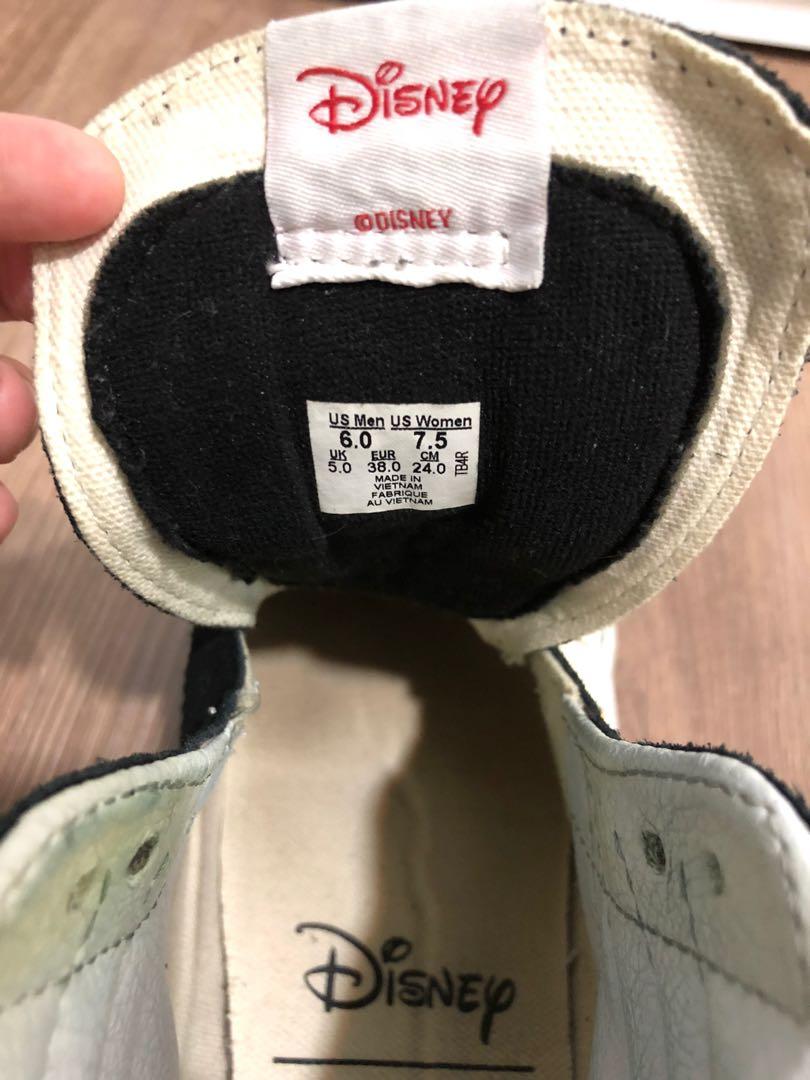 Disney
©DISNEY
US Men US Women
6.0 7.5
UK EUR CM
5.0 38.0 24.0
TB4R
MADE IN
VIETNAM
FABRIQUE
AU VIETNAM
Disney